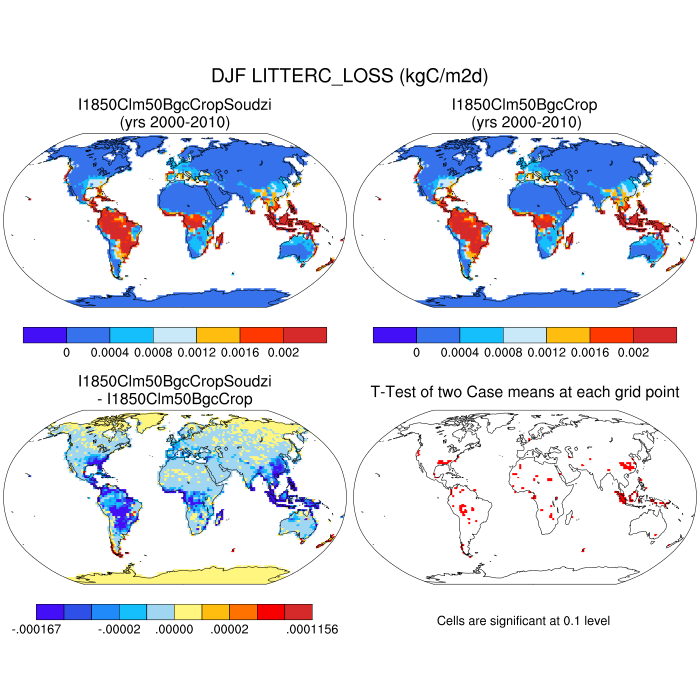 DJF LITTERC_LOSS (kgC/m2d)
I1850Clm50BgcCropSoudzi
(yrs 2000-2010)
I1850Clm50BgcCrop
(yrs 2000-2010)
0 0.0004 0.0008 0.0012 0.0016 0.002
0 0.0004 0.0008 0.0012 0.0016 0.002
I1850Clm50BgcCropSoudzi
- I1850Clm50BgcCrop
T-Test of two Case means at each grid point
-.000167 -.00002 .00000 .00002 .0001156
Cells are significant at 0.1 level